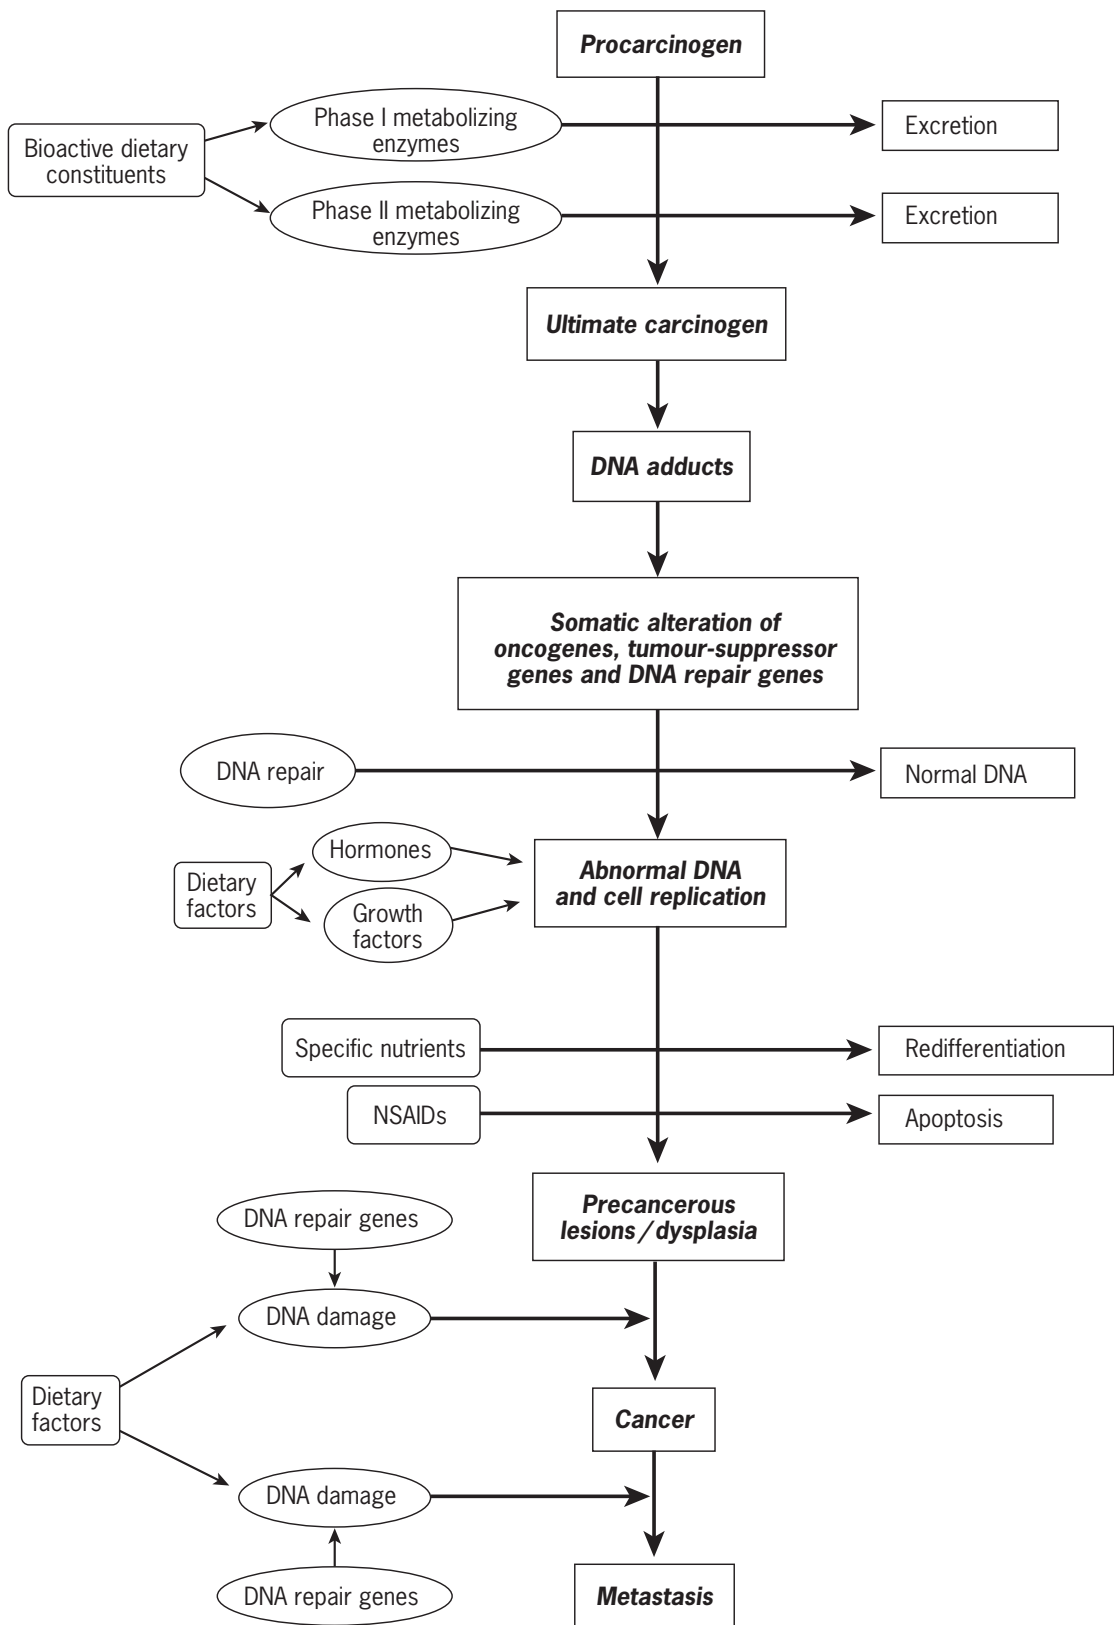 Procarcinogen
Phase I metabolizing
enzymes
Excretion
Bioactive dietary
constituents
Phase II metabolizing
enzymes
Excretion
Ultimate carcinogen
DNA adducts
Somatic alteration of
oncogenes, tumour-suppressor
genes and DNA repair genes
DNA repair
Normal DNA
Hormones
Dietary
factors
Growth
factors
Abnormal DNA
and cell replication
Specific nutrients
Redifferentiation
NSAIDs
Apoptosis
Precancerous
lesions/dysplasia
DNA repair genes
DNA damage
Dietary
factors
Cancer
DNA damage
DNA repair genes
Metastasis